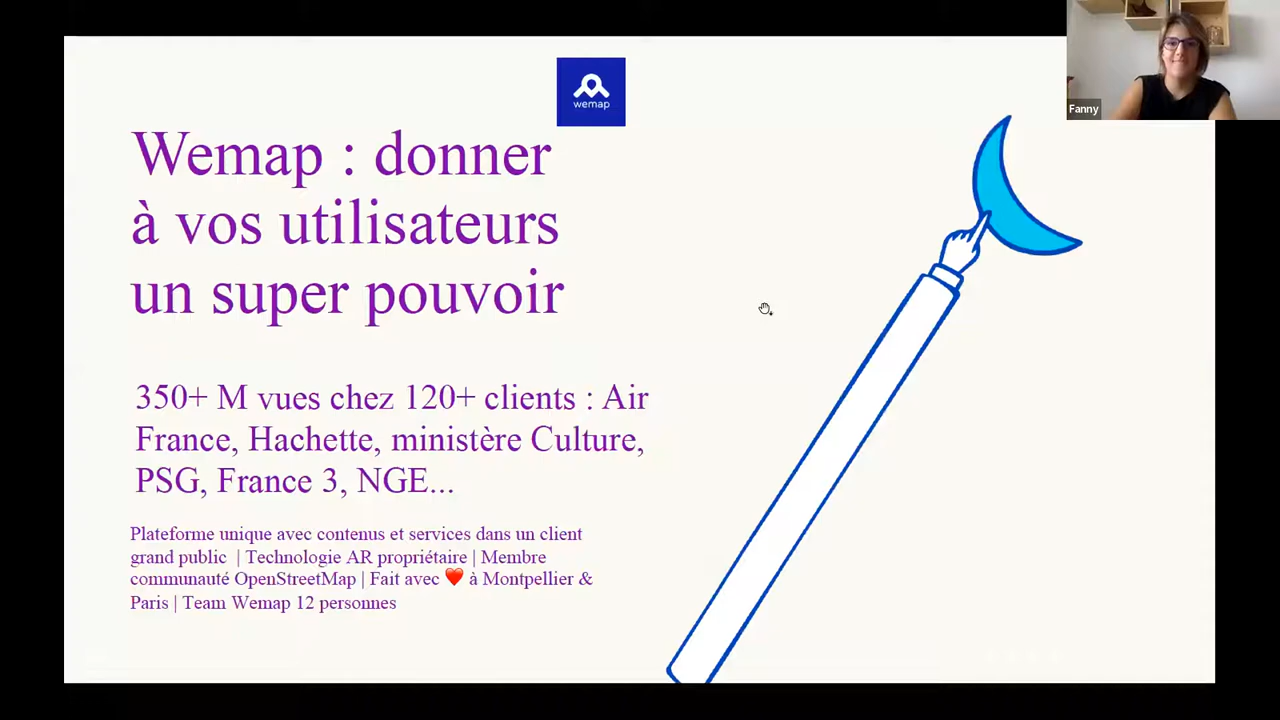 wemap
Fanny
Wemap : donner
à vos utilisateurs
un super pouvoir
350+ M vues chez 120+ clients : Air
France, Hachette, ministère Culture,
PSG, France 3, NGE...
Plateforme unique avec contenus et services dans un client
grand public | Technologie AR propriétaire | Membre
communauté OpenStreetMap | Fait avec ❤️ à Montpellier &
Paris | Team Wemap 12 personnes